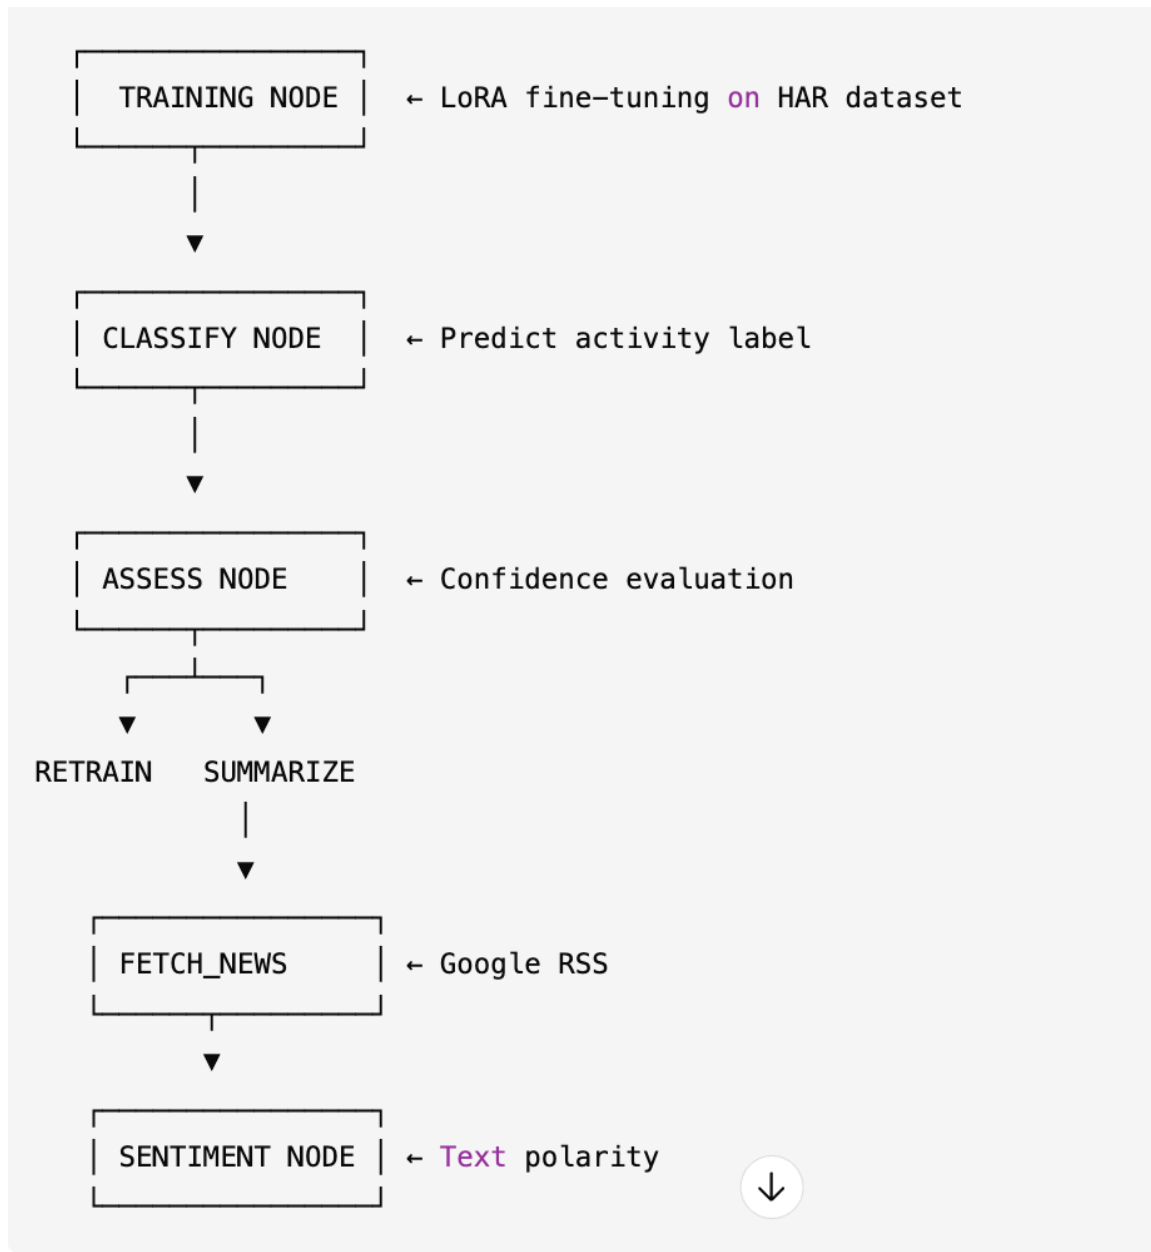 TRAINING NODE ← LoRA fine-tuning on HAR dataset
CLASSIFY NODE ← Predict activity label
ASSESS NODE ← Confidence evaluation
RETRAIN SUMMARIZE
FETCH_NEWS ← Google RSS
SENTIMENT NODE ← Text polarity